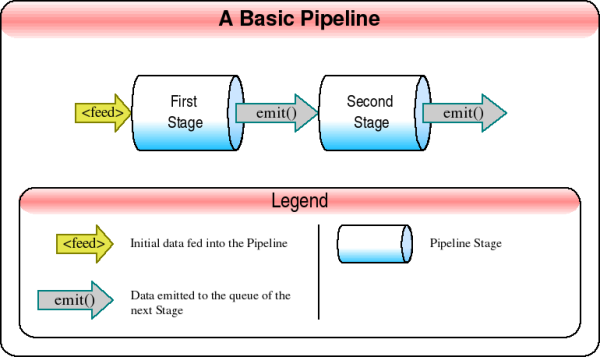 A Basic Pipeline
<feed>
First
Stage
emit()
Second
Stage
emit()
Legend
<feed>
Initial data fed into the Pipeline
Pipeline Stage
emit()
Data emitted to the queue of the
next Stage